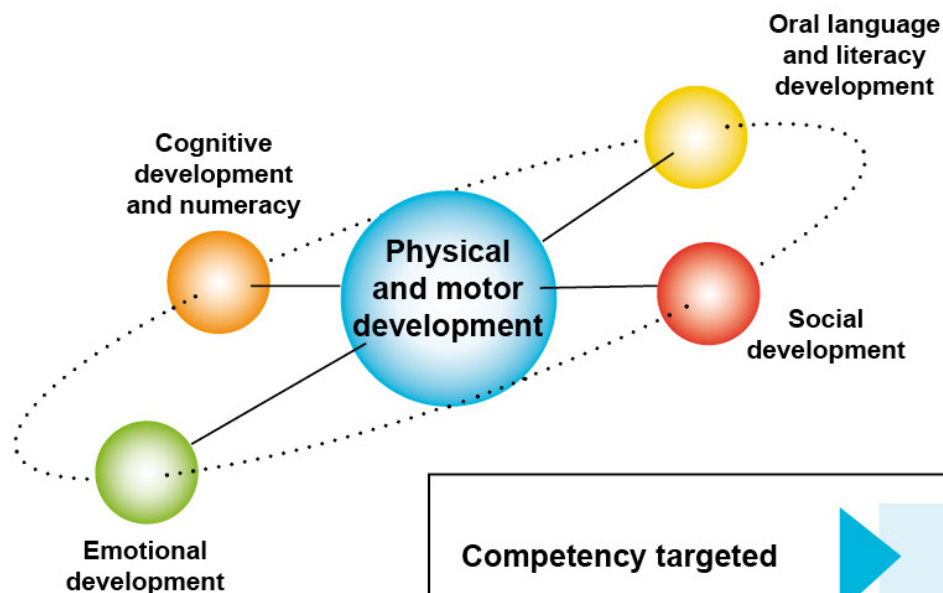 Oral language
and literacy
development
Cognitive
development
and numeracy
Physical
and motor
development
Social
development
Emotional
development
Competency targeted